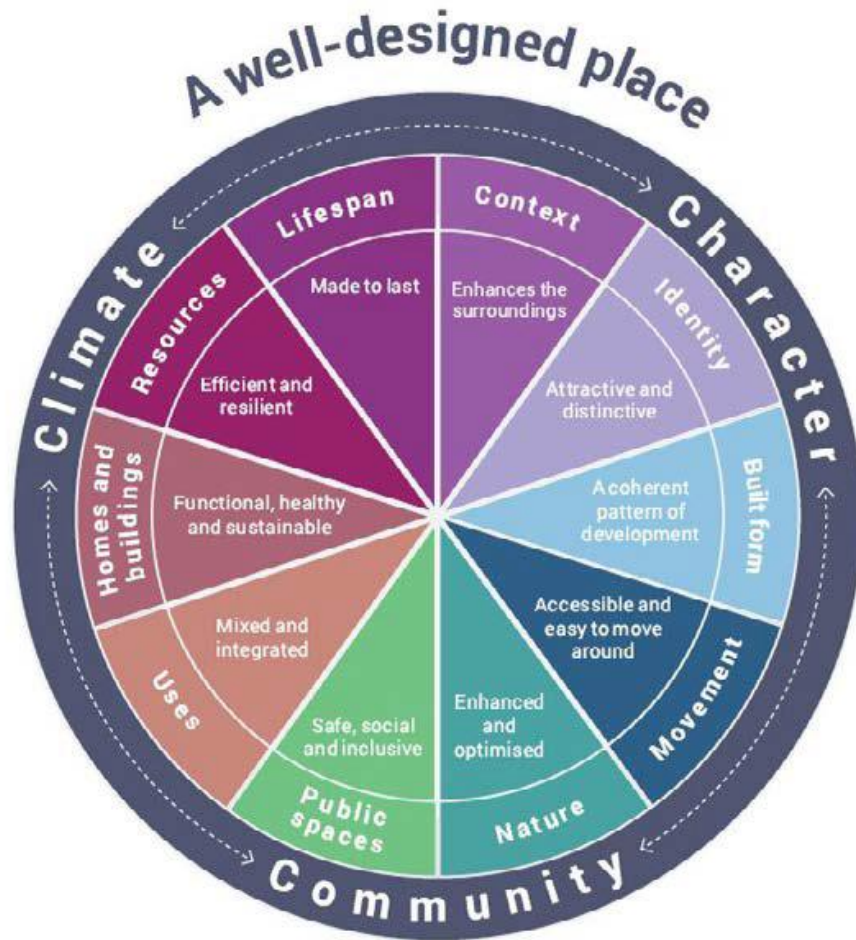 A well-designed place
Climate
Character
Community
Context
Enhances the
surroundings
Identity
Attractive and
distinctive
Built form
A coherent
pattern of
development
Movement
Accessible and
easy to move
around
Nature
Enhanced
and
optimised
Public
spaces
Safe, social
and inclusive
Uses
Mixed and
integrated
Homes and
buildings
Functional, healthy
and sustainable
Resources
Efficient and
resilient
Lifespan
Made to last